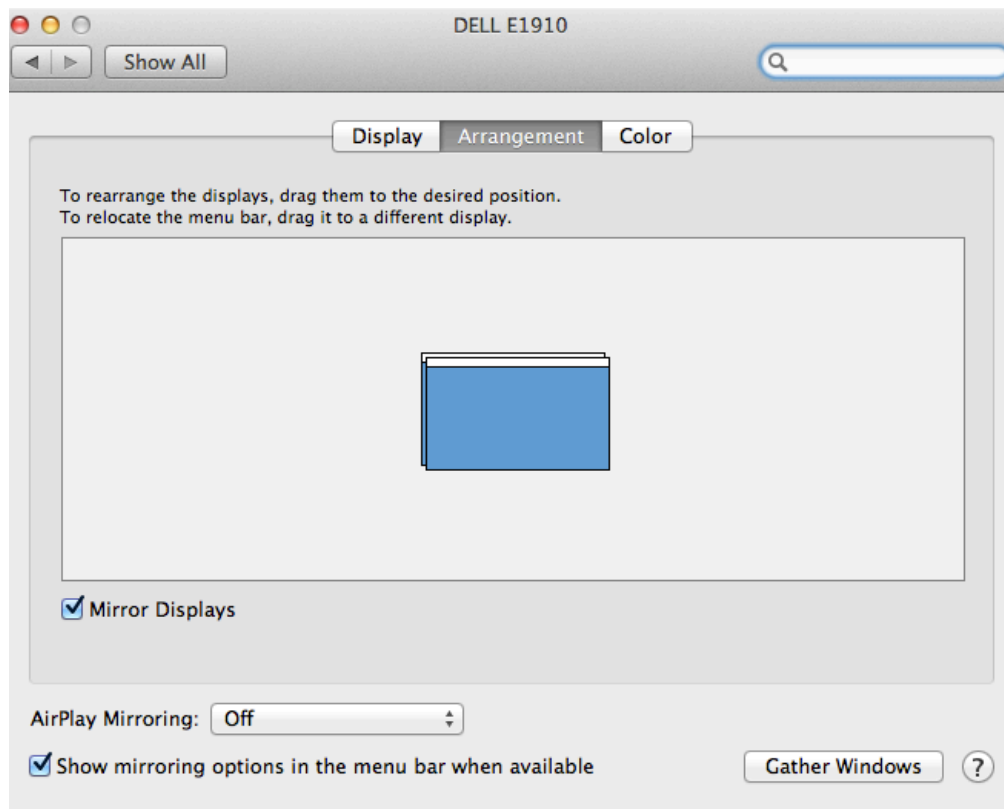 DELL E1910
Show All
Display Arrangement Color
To rearrange the displays, drag them to the desired position.
To relocate the menu bar, drag it to a different display.
Mirror Displays
AirPlay Mirroring: Off
Show mirroring options in the menu bar when available Gather Windows ?